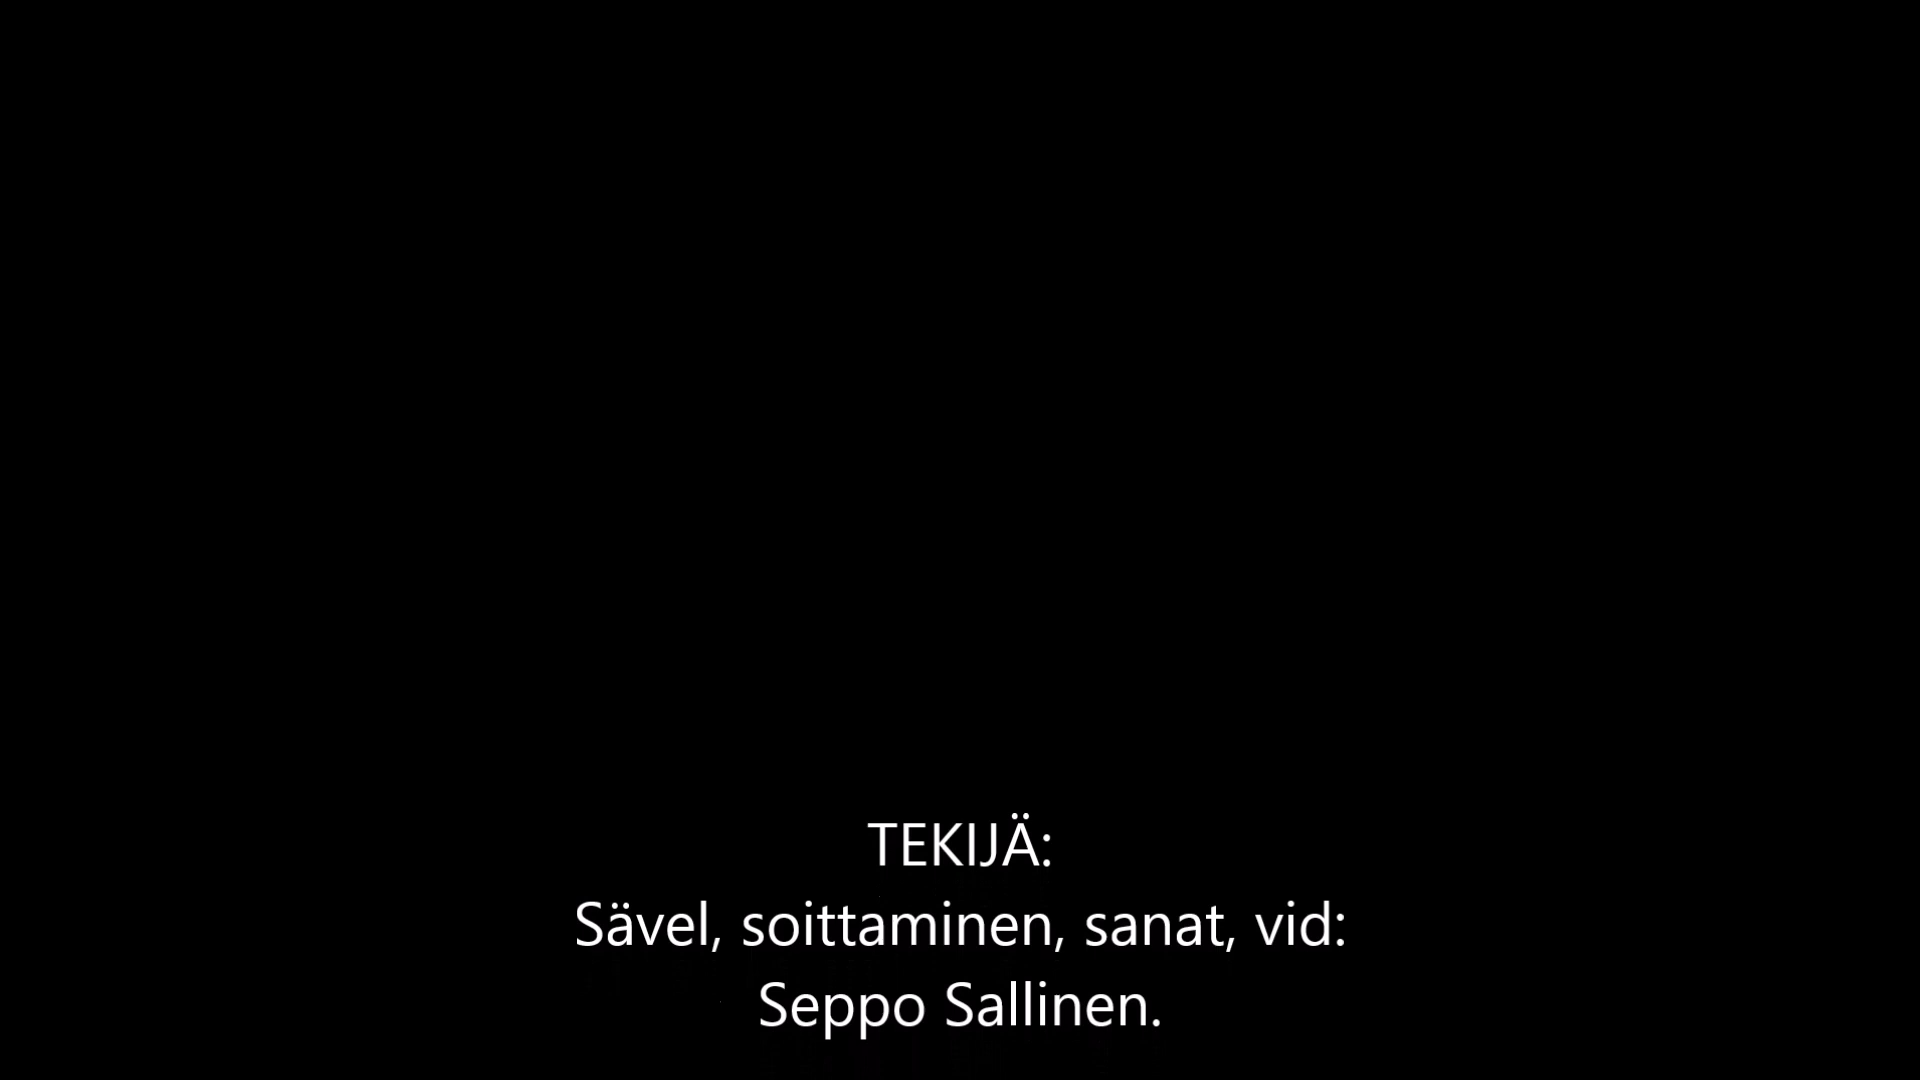 TEKIJÄ:
Sävel, soittaminen, sanat, vid:
Seppo Sallinen.